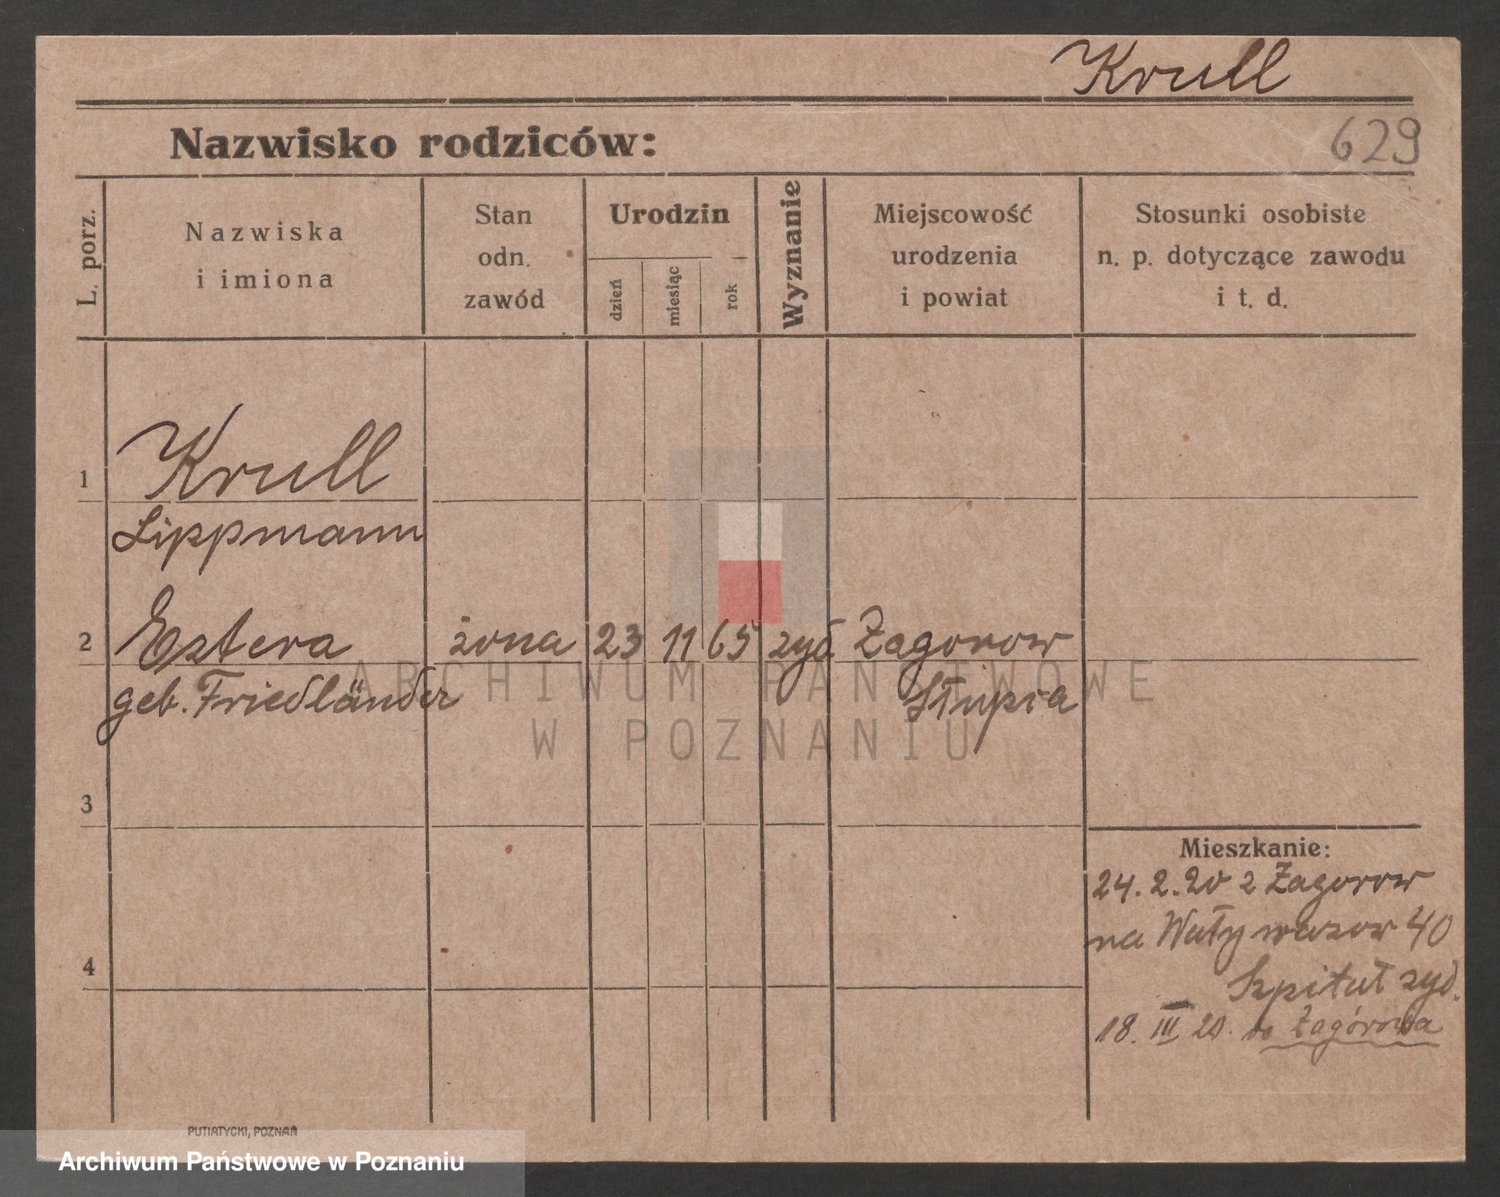 Krull
Nazwisko rodziców:
629
L. porz.
Nazwiska
i imiona
Stan
odn.
zawód
Urodzin
dzień
miesiąc
rok
Wyznanie
Miejscowość
urodzenia
i powiat
Stosunki osobiste
n. p. dotyczące zawodu
i t. d.
1
Krull
Lippmann
2 Estera żona 23 11 65 żyd. Zagorow
geb. Friedländer Słupia
3
4
Mieszkanie:
24.2.20 z Zagorow
na Wały 40
Szpitał żyd.
18. III 20. do Zagórowa
PUTIATYCKI, POZNAŃ
ARCHIWUM PAŃSTWOWE
W POZNANIU
Archiwum Państwowe w Poznaniu